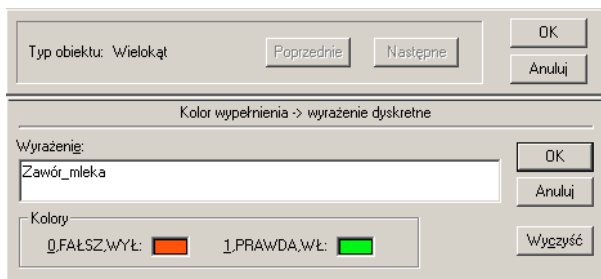 Typ obiektu: Wielokąt
Poprzednie
Następne
OK
Anuluj
Kolor wypełnienia -> wyrażenie dyskretne
Wyrażenie:
Zawór_mleka
OK
Anuluj
Kolory
0,FAŁSZ,WYŁ:
1,PRAWDA,WŁ:
Wyczyść